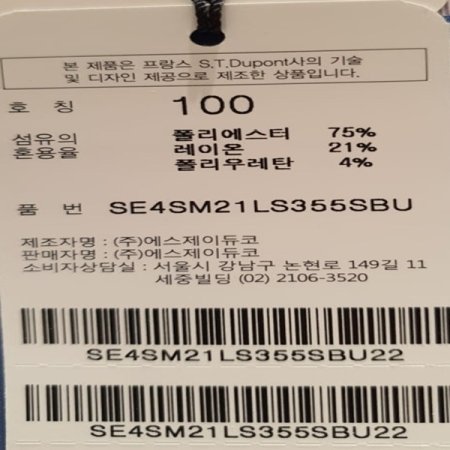 본 제품은 프랑스 S.T.Dupont사의 기술
및 디자인 제공으로 제조한 상품입니다.
호 칭 100
섬유의 혼용율
폴리에스터 75%
레이온 21%
폴리우레탄 4%
품 번 SE4SM21LS355SBU
제조자명 : (주)에스제이듀코
판매자명 : (주)에스제이듀코
소비자상담실 : 서울시 강남구 논현로 149길 11
세중빌딩 (02) 2106-3520
SE4SM21LS355SBU22
SE4SM21LS355SBU22